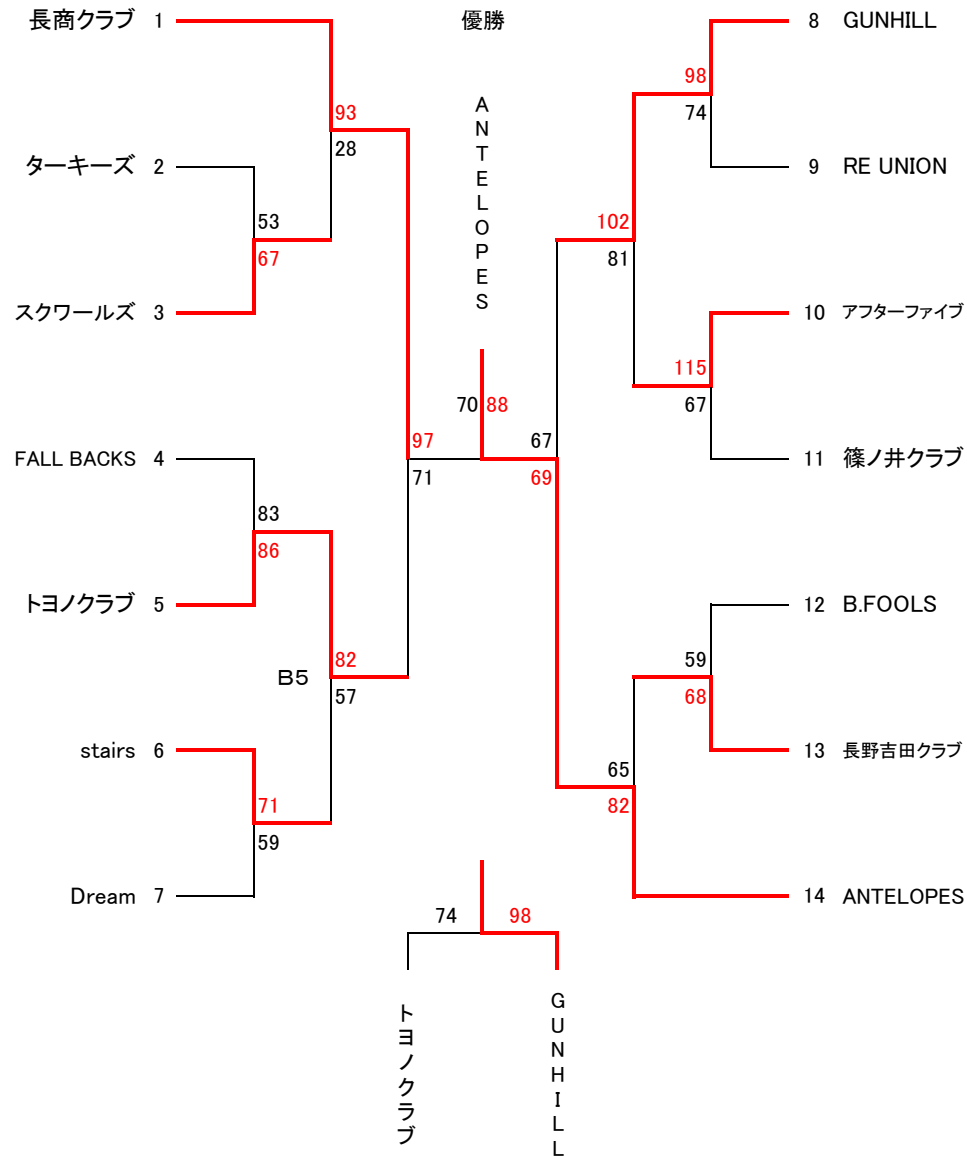 長商クラブ 1
優勝
8 GUNHILL
98
ANTELOPES
93
74
28
ターキーズ 2
9 RE UNION
53
102
67
81
スクワールズ 3
10 アフターファイブ
115
70 88
67
97
67
FALL BACKS 4
11 篠ノ井クラブ
71
69
83
86
トヨノクラブ 5
12 B.FOOLS
82
59
B5
57
68
stairs 6
13 長野吉田クラブ
65
71
82
59
Dream 7
14 ANTELOPES
74 98
トヨノクラブ
GUNHILL